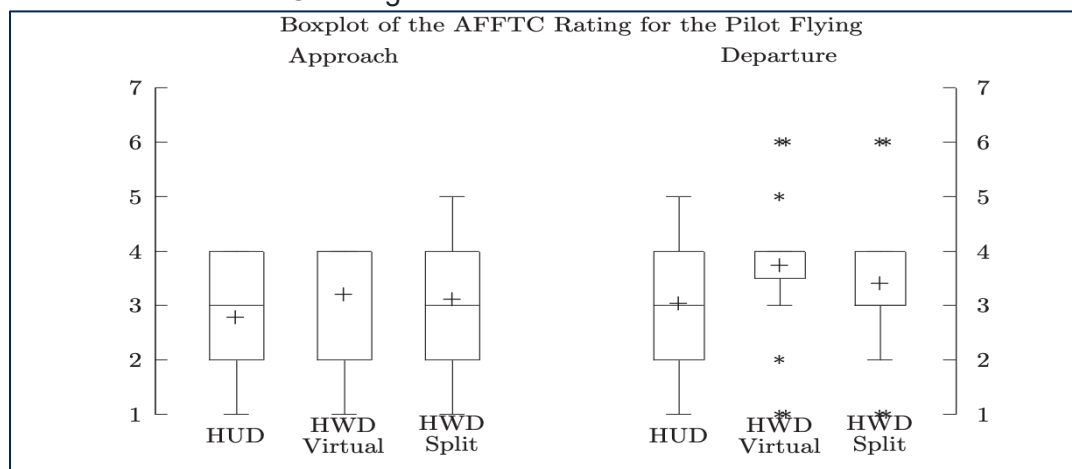 Boxplot of the AFFTC Rating for the Pilot Flying
Approach Departure
7 7
6 6
5 5
4 4
3 3
2 2
1 1
HUD HWD Virtual HWD Split HUD HWD Virtual HWD Split